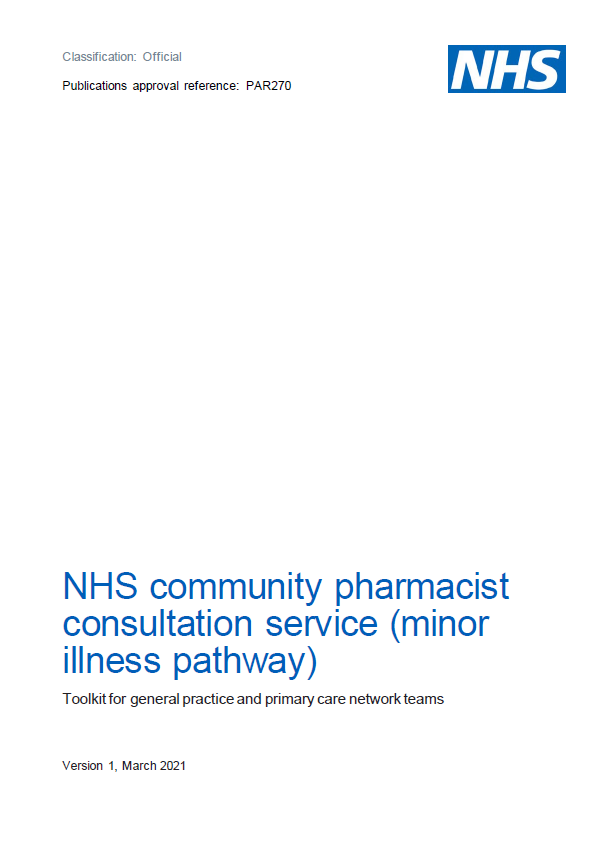 Classification: Official
Publications approval reference: PAR270
NHS
NHS community pharmacist
consultation service (minor
illness pathway)
Toolkit for general practice and primary care network teams
Version 1, March 2021